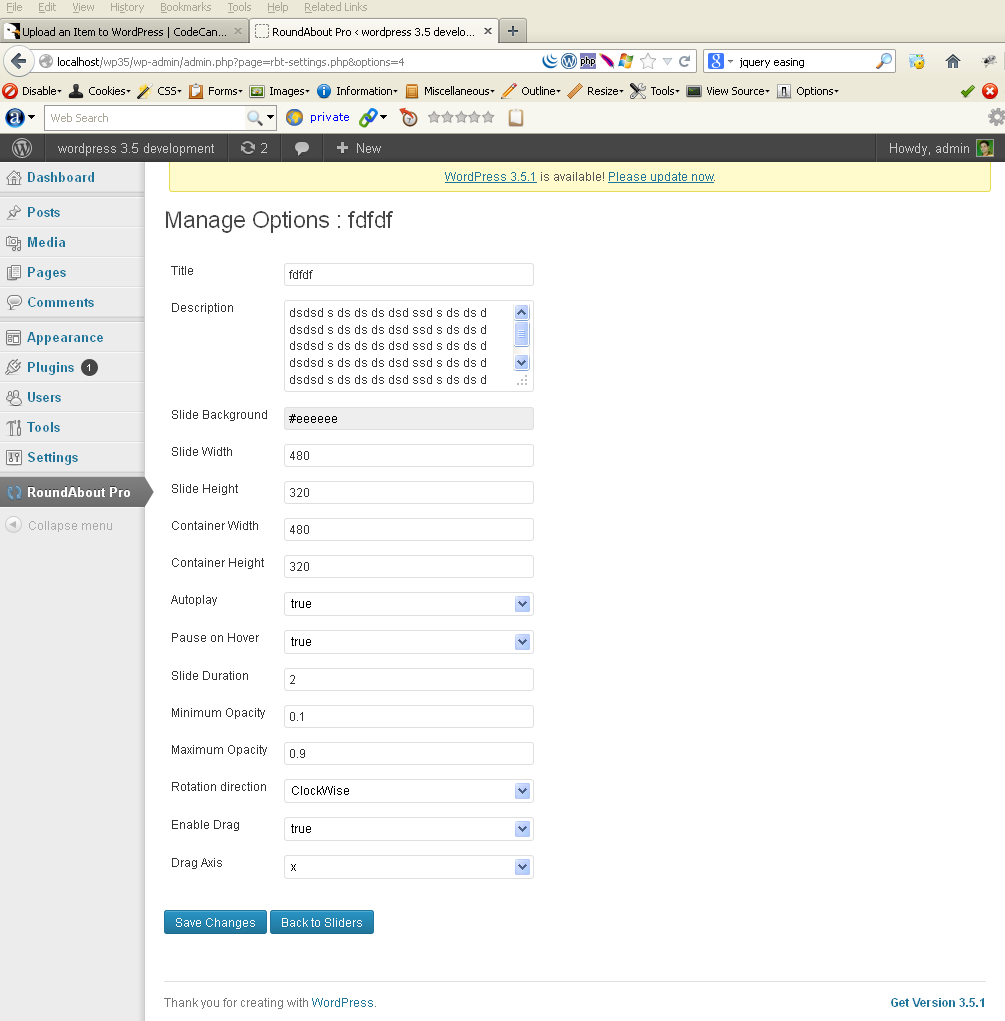 File Edit View History Bookmarks Tools Help Related Links
Upload an Item to WordPress | CodeCan... RoundAbout Pro ‹ wordpress 3.5 develo...
localhost/wp35/wp-admin/admin.php?page=rbt-settings.php&options=4 jquery easing
Disable Cookies CSS Forms Images Information Miscellaneous Outline Resize Tools View Source Options
Web Search private
wordpress 3.5 development 2 New Howdy, admin
WordPress 3.5.1 is available! Please update now.
Dashboard
Posts
Media
Pages
Comments
Appearance
Plugins 1
Users
Tools
Settings
RoundAbout Pro
Collapse menu
Manage Options : fdfdf
Title fdfdf
Description dsdsd s ds ds ds dsd ssd s ds ds d
dsdsd s ds ds ds dsd ssd s ds ds d
dsdsd s ds ds ds dsd ssd s ds ds d
dsdsd s ds ds ds dsd ssd s ds ds d
dsdsd s ds ds ds dsd ssd s ds ds d
Slide Background #eeeeee
Slide Width 480
Slide Height 320
Container Width 480
Container Height 320
Autoplay true
Pause on Hover true
Slide Duration 2
Minimum Opacity 0.1
Maximum Opacity 0.9
Rotation direction ClockWise
Enable Drag true
Drag Axis x
Save Changes Back to Sliders
Thank you for creating with WordPress. Get Version 3.5.1